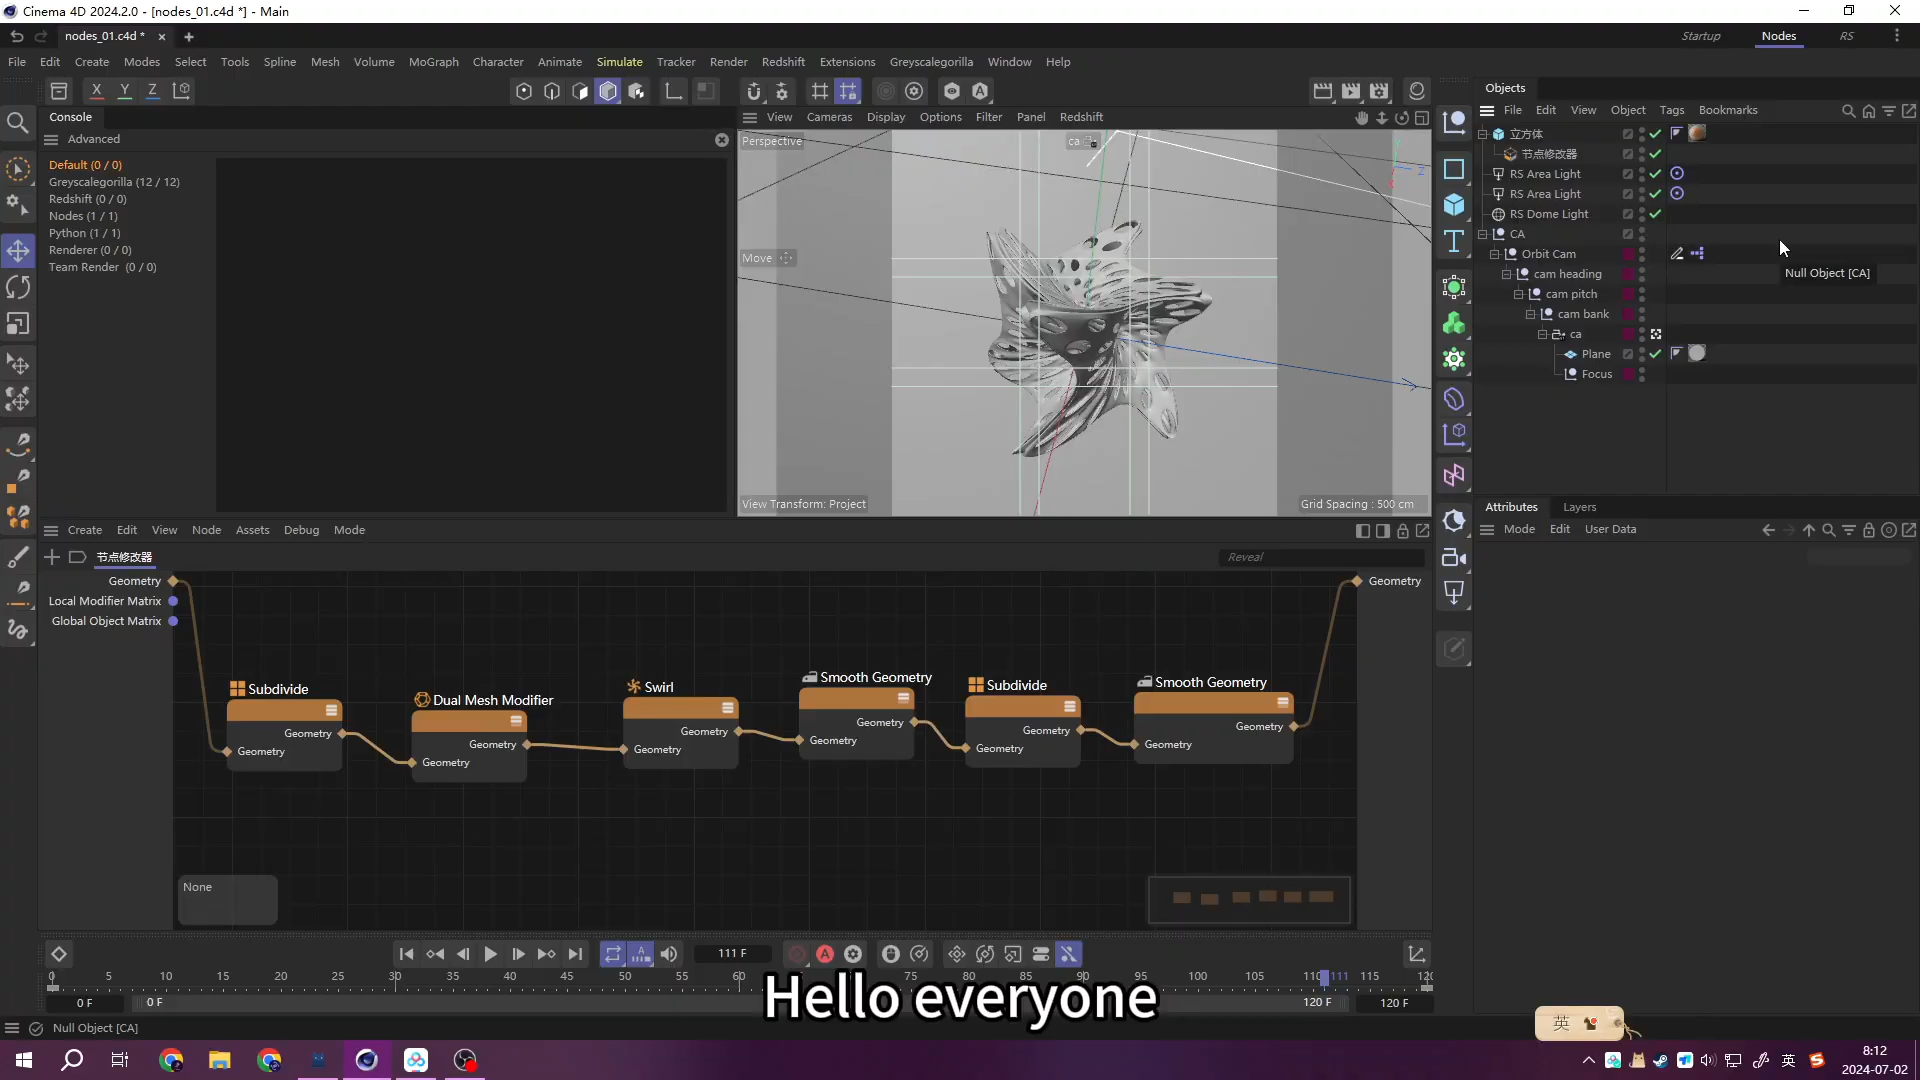 Cinema 4D 2024.2.0 - [nodes_01.c4d *] - Main
nodes_01.c4d *
Startup
Nodes
RS
File Edit Create Modes Select Tools Spline Mesh Volume MoGraph Character Animate Simulate Tracker Render Redshift Extensions Greyscalegorilla Window Help
X Y Z
Console
Advanced
Default (0 / 0)
Greyscalegorilla (12 / 12)
Redshift (0 / 0)
Nodes (1 / 1)
Python (1 / 1)
Renderer (0 / 0)
Team Render (0 / 0)
View Cameras Display Options Filter Panel Redshift
Perspective
ca
Move
Z
View Transform: Project
Grid Spacing : 500 cm
Objects
File Edit View Object Tags Bookmarks
立方体
节点修改器
RS Area Light
RS Area Light
RS Dome Light
CA
Orbit Cam
cam heading
cam pitch
cam bank
ca
Plane
Focus
Null Object [CA]
Attributes
Layers
Mode Edit User Data
Create Edit View Node Assets Debug Mode
节点修改器
Reveal
Geometry
Local Modifier Matrix
Global Object Matrix
Geometry
Subdivide
Geometry
Geometry
Dual Mesh Modifier
Geometry
Geometry
Swirl
Geometry
Geometry
Smooth Geometry
Geometry
Geometry
Subdivide
Geometry
Geometry
Smooth Geometry
Geometry
Geometry
None
111 F
0 5 10 15 20 25 30 35 40 45 50 55 60 75 80 85 90 95 100 105 110 111 115 120
0 F
0 F
120 F
120 F
Hello everyone
Null Object [CA]
英
英
8:12
2024-07-02